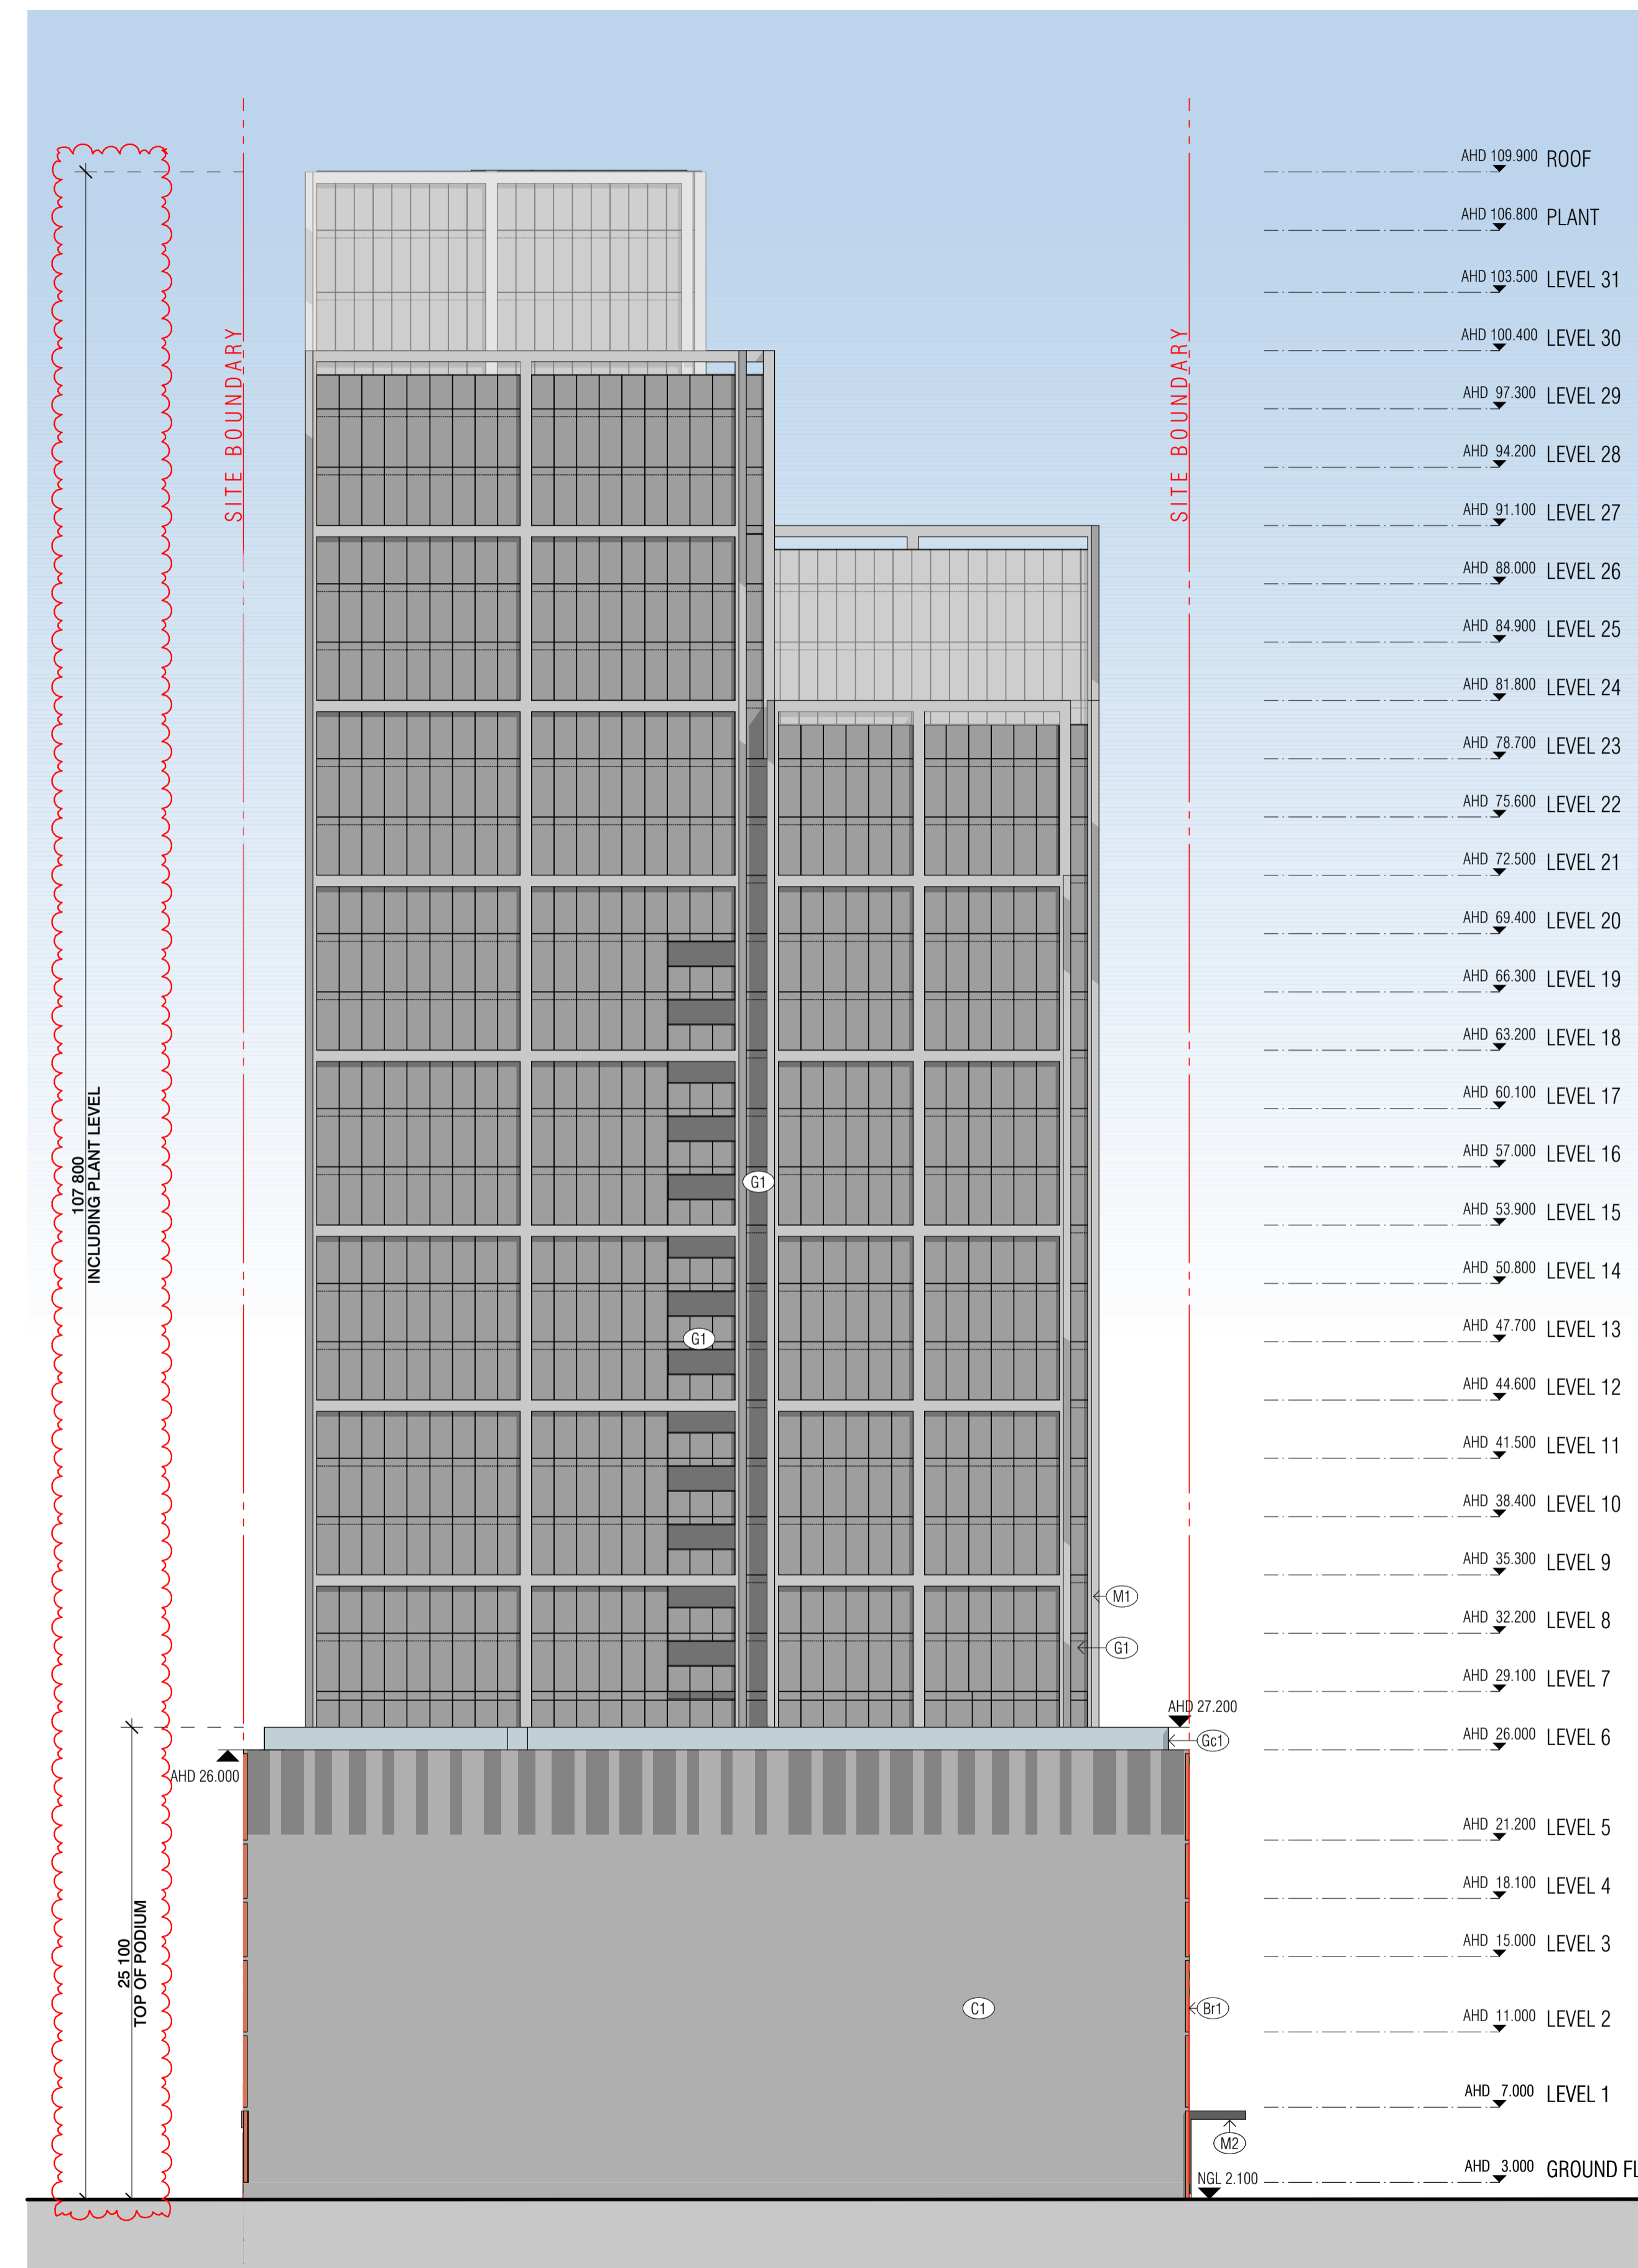 AHD 109.900 ROOF
AHD 106.800 PLANT
AHD 103.500 LEVEL 31
AHD 100.400 LEVEL 30
AHD 97.300 LEVEL 29
AHD 94.200 LEVEL 28
AHD 91.100 LEVEL 27
AHD 88.000 LEVEL 26
AHD 84.900 LEVEL 25
AHD 81.800 LEVEL 24
AHD 78.700 LEVEL 23
AHD 75.600 LEVEL 22
AHD 72.500 LEVEL 21
AHD 69.400 LEVEL 20
AHD 66.300 LEVEL 19
AHD 63.200 LEVEL 18
AHD 60.100 LEVEL 17
AHD 57.000 LEVEL 16
AHD 53.900 LEVEL 15
AHD 50.800 LEVEL 14
AHD 47.700 LEVEL 13
AHD 44.600 LEVEL 12
AHD 41.500 LEVEL 11
AHD 38.400 LEVEL 10
AHD 35.300 LEVEL 9
AHD 32.200 LEVEL 8
AHD 29.100 LEVEL 7
AHD 26.000 LEVEL 6
AHD 21.200 LEVEL 5
AHD 18.100 LEVEL 4
AHD 15.000 LEVEL 3
AHD 11.000 LEVEL 2
AHD 7.000 LEVEL 1
AHD 3.000 GROUND FL
SITE BOUNDARY
SITE BOUNDARY
107 800
INCLUDING PLANT LEVEL
G1
G1
M1
G1
AHD 27.200
Gc1
AHD 26.000
25 100
TOP OF PODIUM
C1
Br1
M2
NGL 2.100